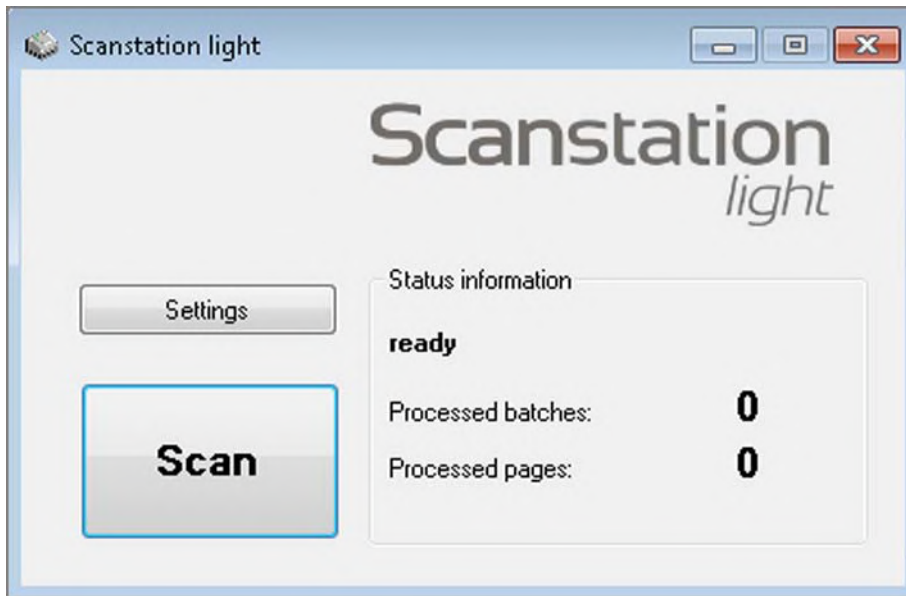 Scanstation light
Scanstation
light
Settings
Scan
Status information
ready
Processed batches: 0
Processed pages: 0